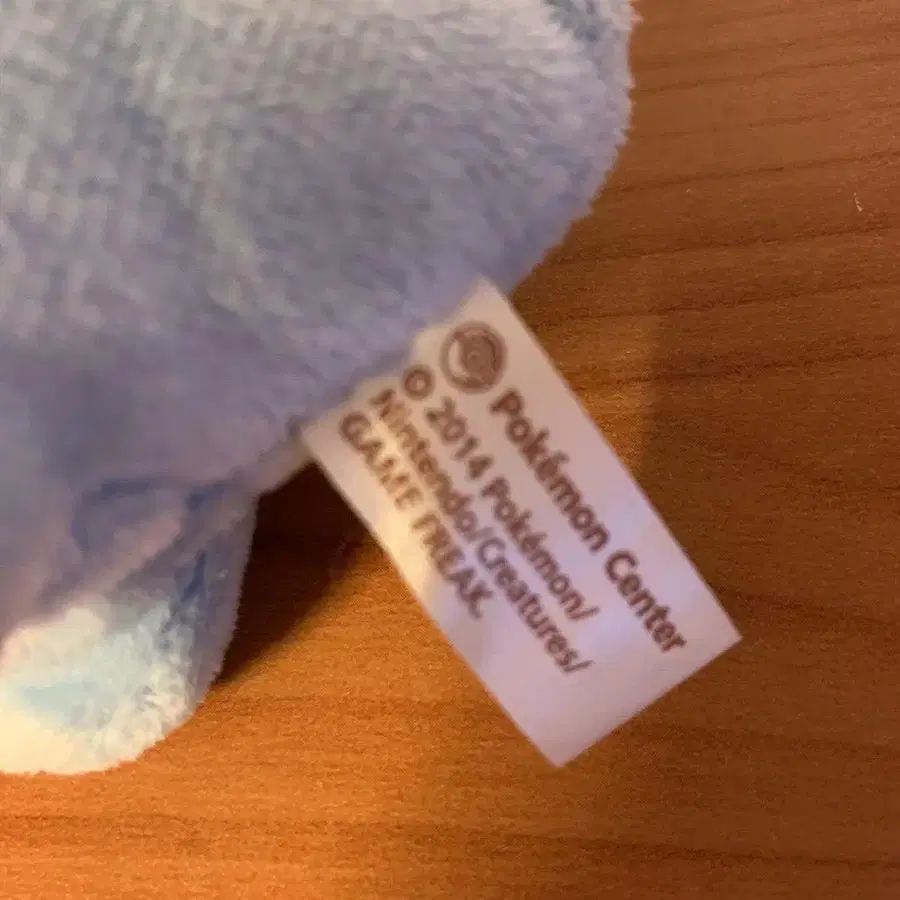 Pokémon Center
© 2014 Pokémon/
Nintendo/Creatures/
GAME FREAK.